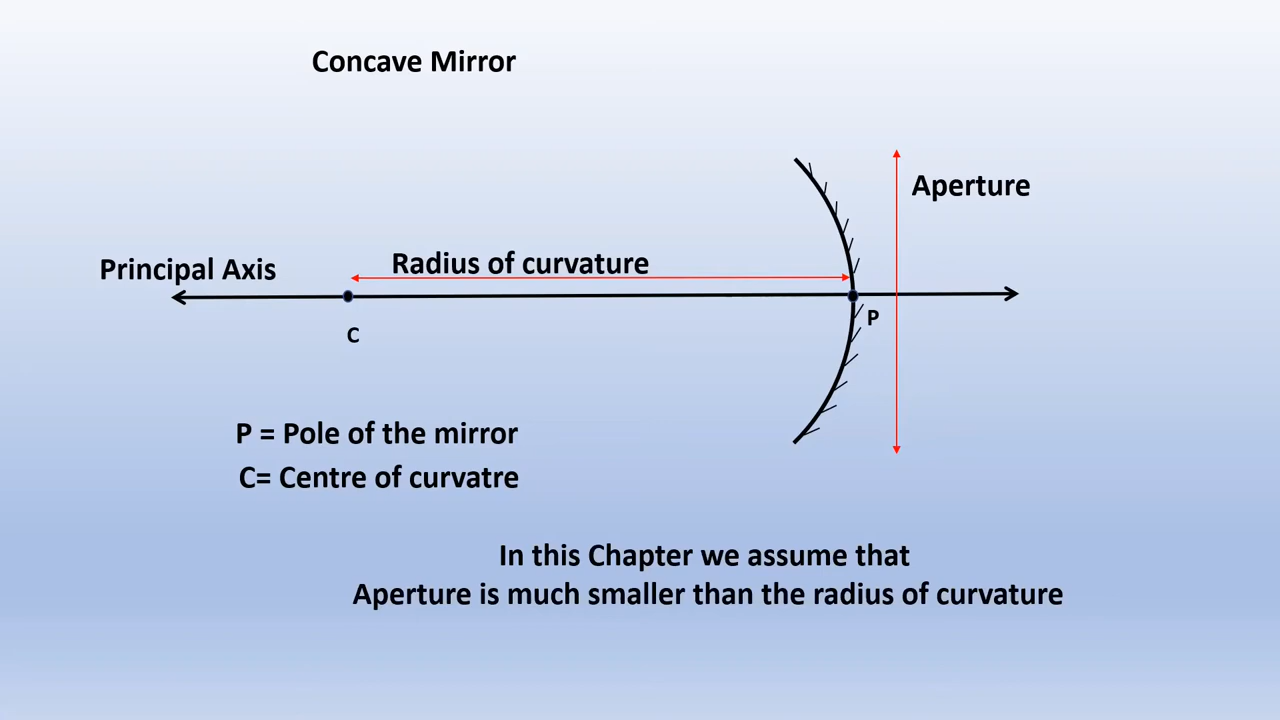 Concave Mirror
Aperture
Radius of curvature
Principal Axis
P
C
P = Pole of the mirror
C= Centre of curvatre
In this Chapter we assume that
Aperture is much smaller than the radius of curvature